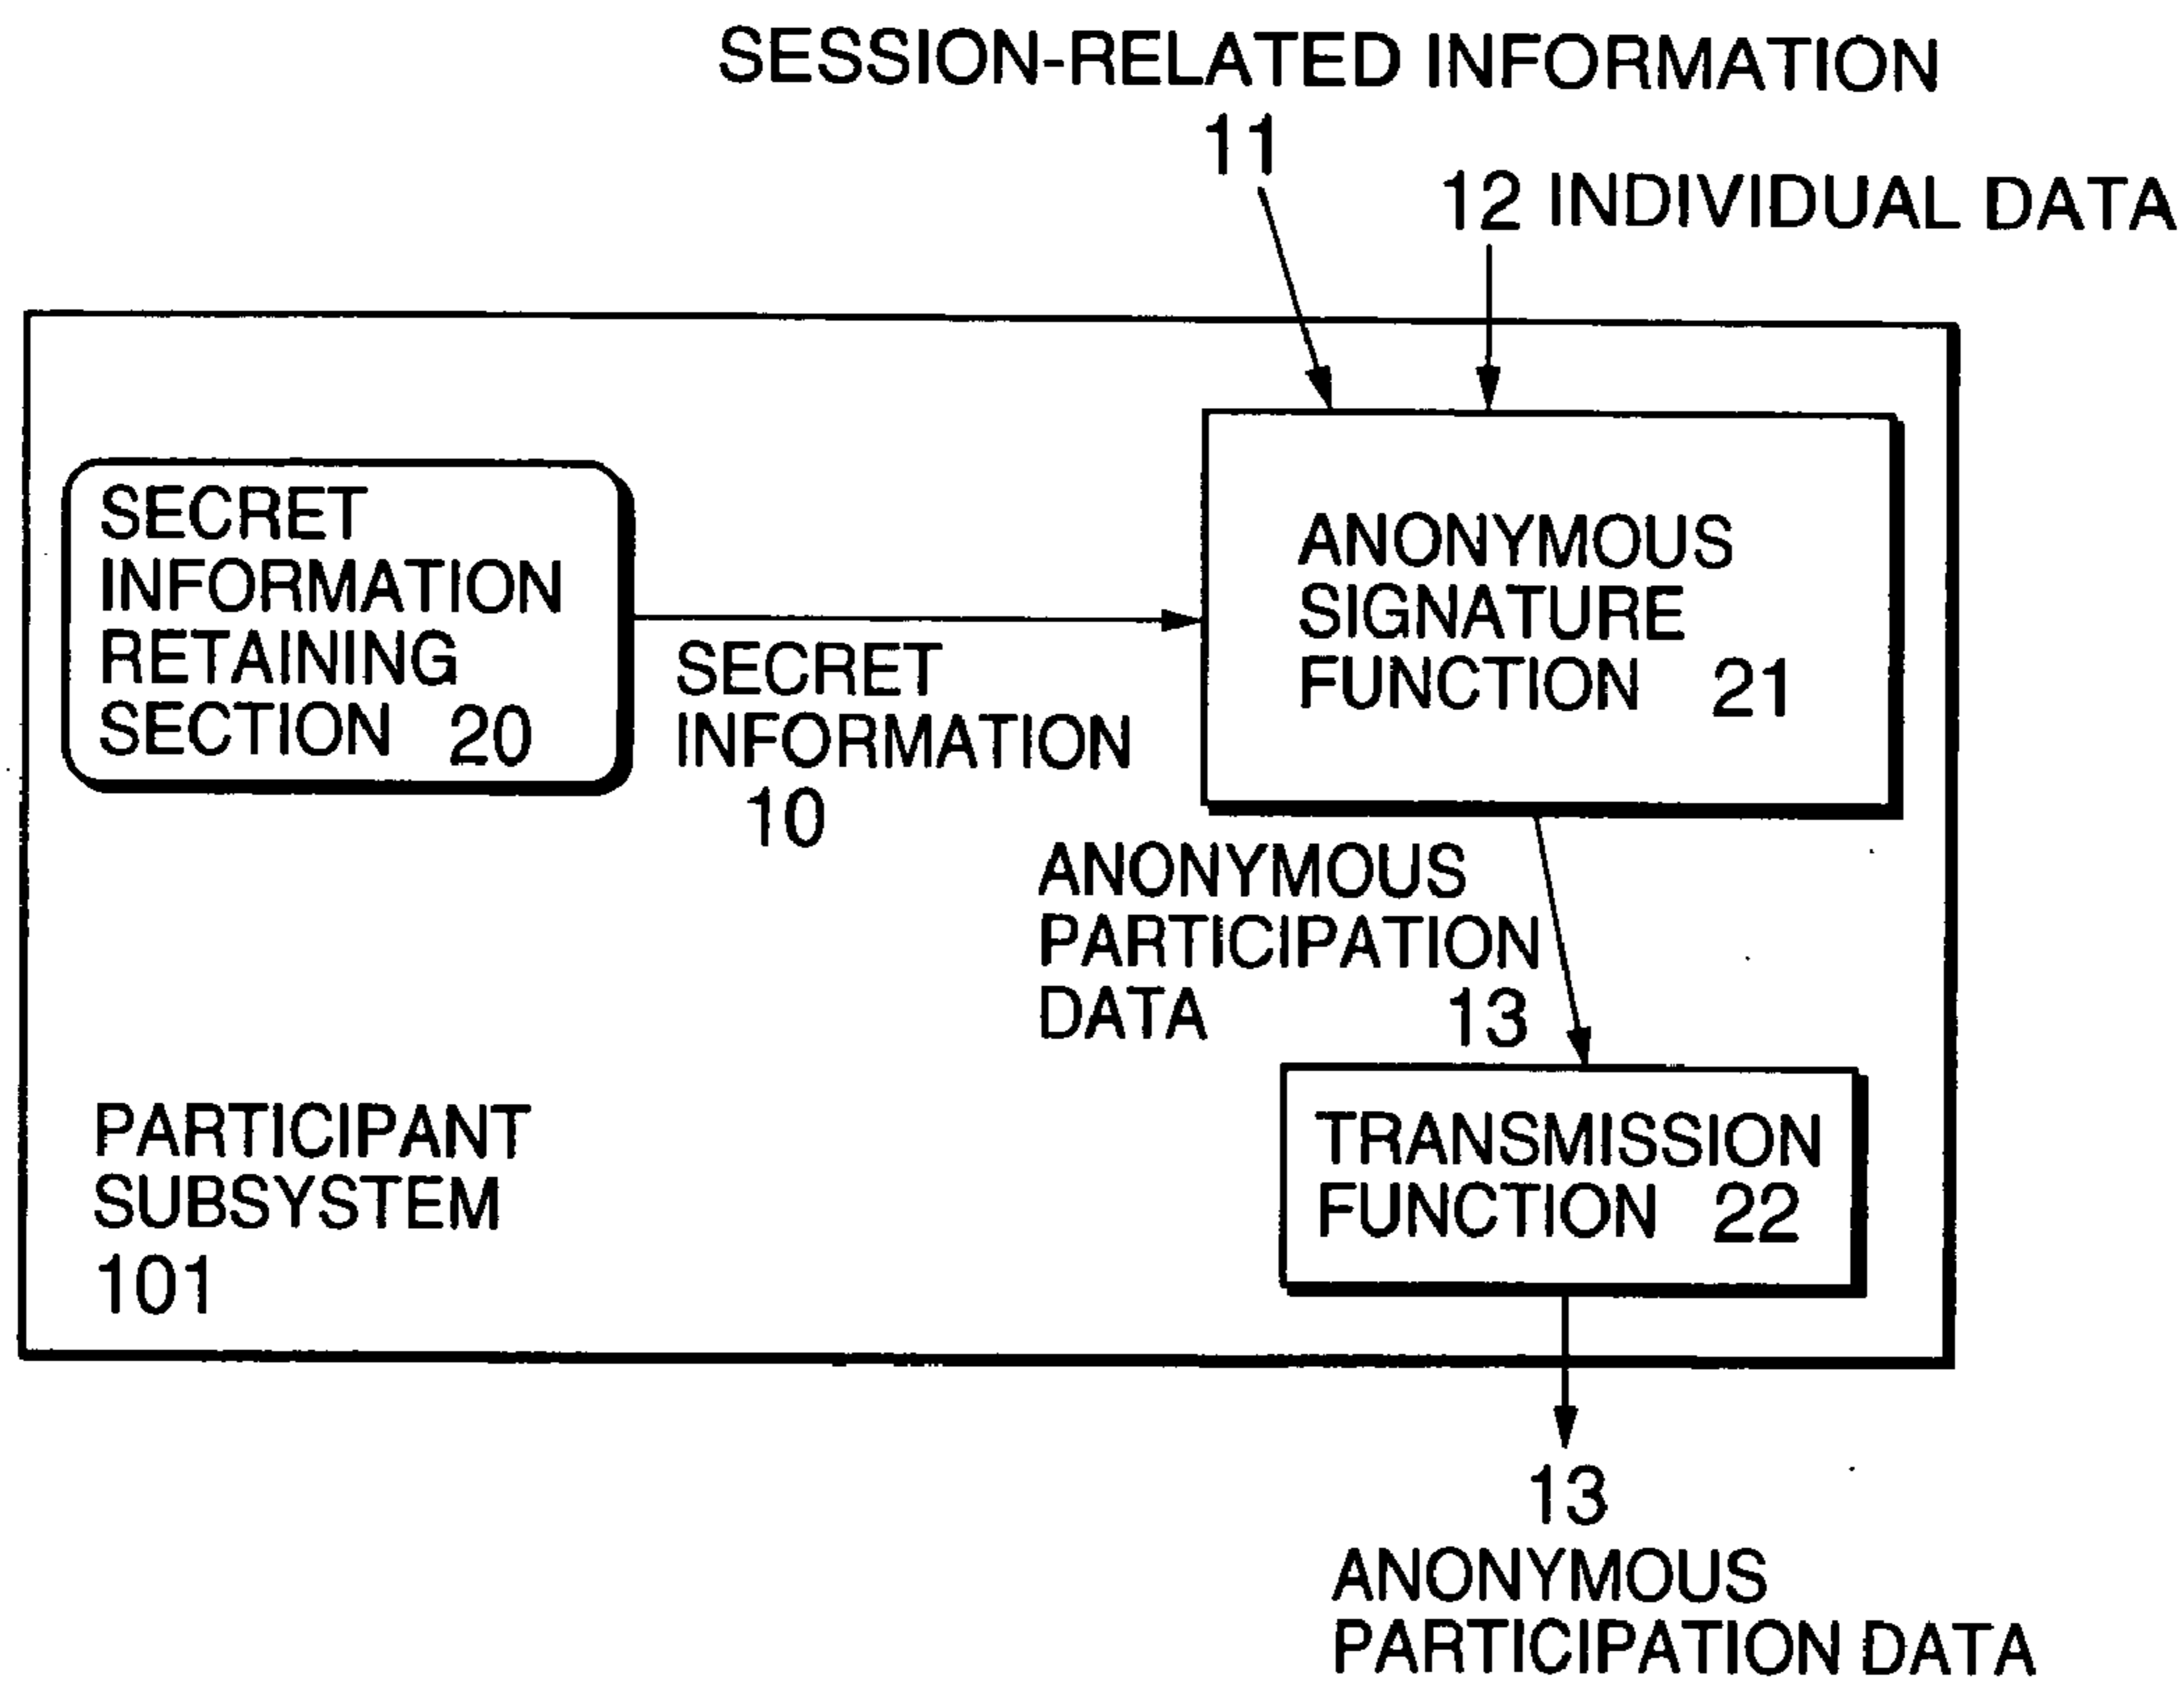 SESSION-RELATED INFORMATION
11
12 INDIVIDUAL DATA
SECRET
INFORMATION
RETAINING
SECTION 20
SECRET
INFORMATION
10
ANONYMOUS
SIGNATURE
FUNCTION 21
ANONYMOUS
PARTICIPATION
DATA 13
PARTICIPANT
SUBSYSTEM
101
TRANSMISSION
FUNCTION 22
13
ANONYMOUS
PARTICIPATION DATA